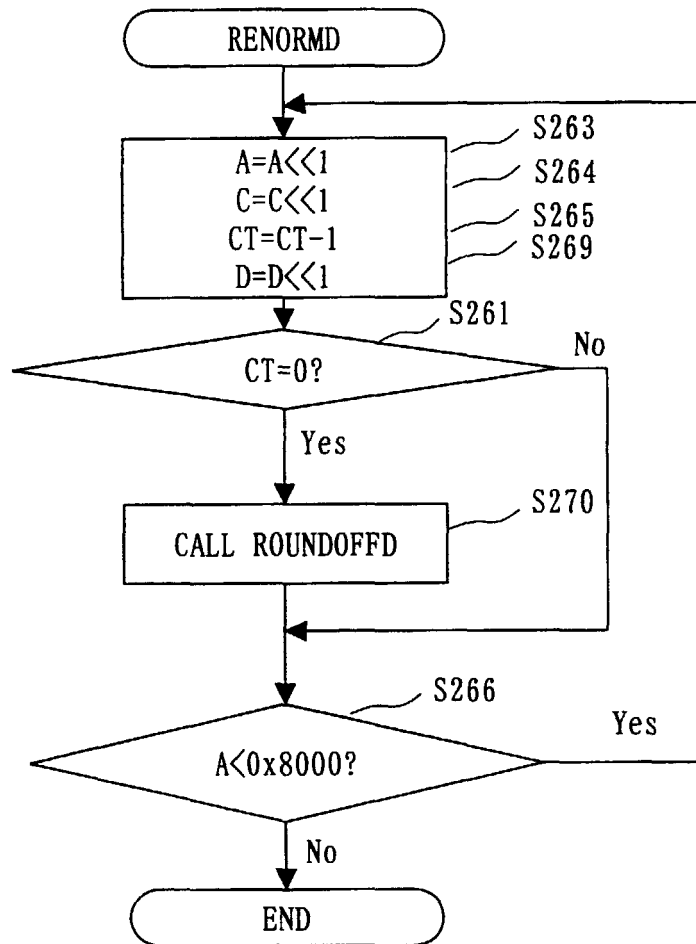 RENORMD
A=A<<1
S263
C=C<<1
S264
CT=CT-1
S265
D=D<<1
S269
S261
CT=0?
No
Yes
S270
CALL ROUNDOFFD
S266
A<0x8000?
Yes
No
END